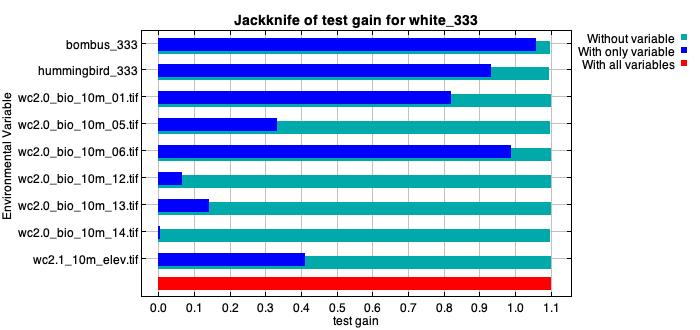 Jackknife of test gain for white_333
Without variable
With only variable
With all variables
Environmental Variable
bombus_333
hummingbird_333
wc2.0_bio_10m_01.tif
wc2.0_bio_10m_05.tif
wc2.0_bio_10m_06.tif
wc2.0_bio_10m_12.tif
wc2.0_bio_10m_13.tif
wc2.0_bio_10m_14.tif
wc2.1_10m_elev.tif
0.0 0.1 0.2 0.3 0.4 0.5 0.6 0.7 0.8 0.9 1.0 1.1
test gain